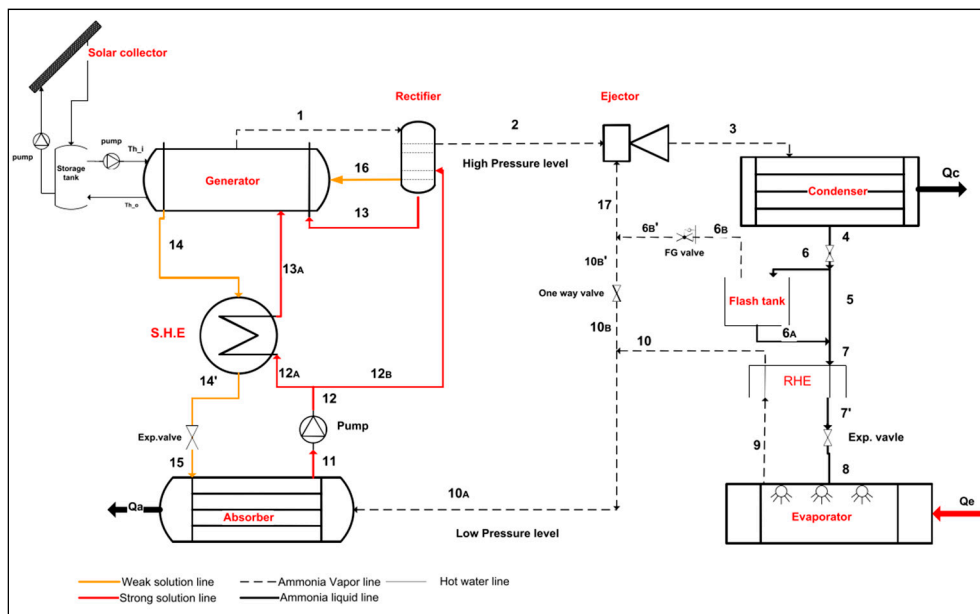 Solar collector
pump
pump
Th_i
Storage
tank
Th_o
1
Generator
Rectifier
2
High Pressure level
Ejector
3
16
13
14
13A
S.H.E
14'
12A
12B
12
Pump
Exp.valve
15
11
Qa
Absorber
10A
Low Pressure level
17
6B'
6B
FG valve
10B'
One way valve
10B
10
Condenser
Qc
4
6
Flash tank
5
6A
7
RHE
7'
9
Exp. vavle
8
Evaporator
Qe
Weak solution line
Ammonia Vapor line
Hot water line
Strong solution line
Ammonia liquid line